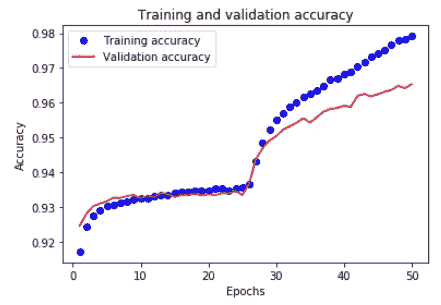 Training and validation accuracy
Training accuracy
Validation accuracy
Accuracy
0.98
0.97
0.96
0.95
0.94
0.93
0.92
0 10 20 30 40 50
Epochs